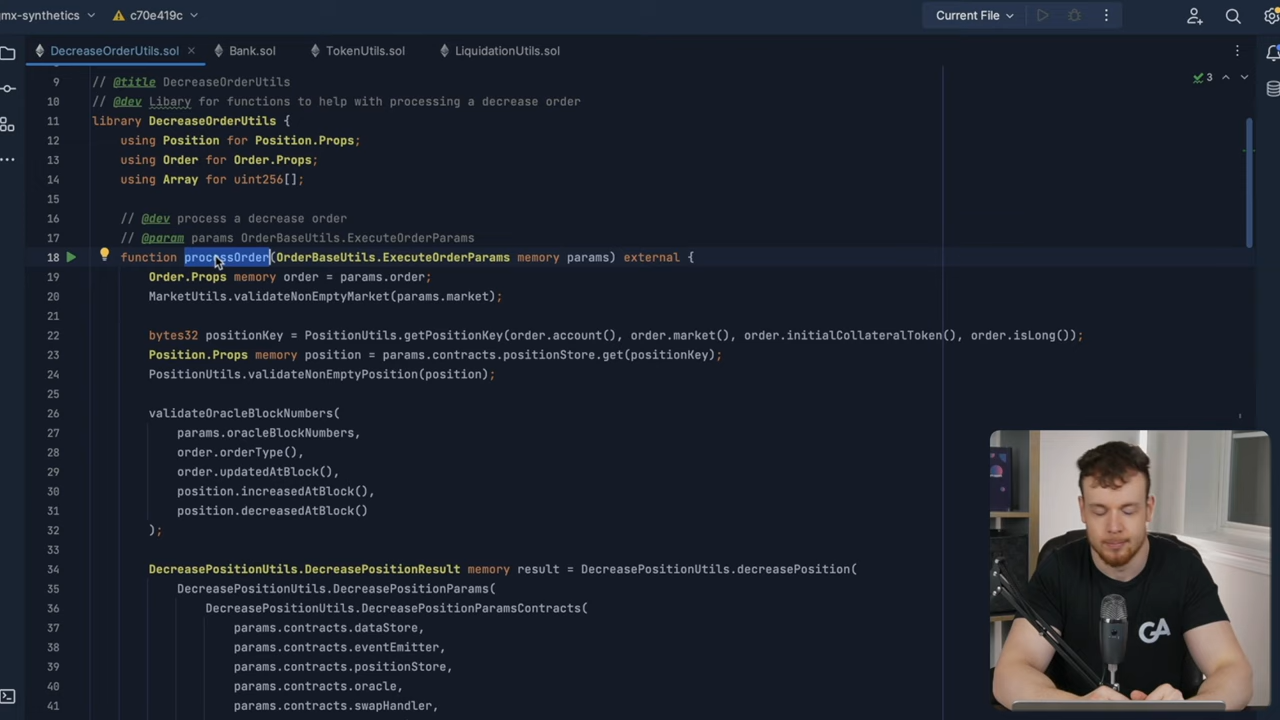 mx-synthetics
c70e419c
Current File
DecreaseOrderUtils.sol
Bank.sol
TokenUtils.sol
LiquidationUtils.sol
3
9 // @title DecreaseOrderUtils
10 // @dev Libary for functions to help with processing a decrease order
11 library DecreaseOrderUtils {
12 using Position for Position.Props;
13 using Order for Order.Props;
14 using Array for uint256[];
15
16 // @dev process a decrease order
17 // @param params OrderBaseUtils.ExecuteOrderParams
18 function processOrder(OrderBaseUtils.ExecuteOrderParams memory params) external {
19 Order.Props memory order = params.order;
20 MarketUtils.validateNonEmptyMarket(params.market);
21
22 bytes32 positionKey = PositionUtils.getPositionKey(order.account(), order.market(), order.initialCollateralToken(), order.isLong());
23 Position.Props memory position = params.contracts.positionStore.get(positionKey);
24 PositionUtils.validateNonEmptyPosition(position);
25
26 validateOracleBlockNumbers(
27 params.oracleBlockNumbers,
28 order.orderType(),
29 order.updatedAtBlock(),
30 position.increasedAtBlock(),
31 position.decreasedAtBlock()
32 );
33
34 DecreasePositionUtils.DecreasePositionResult memory result = DecreasePositionUtils.decreasePosition(
35 DecreasePositionUtils.DecreasePositionParams(
36 DecreasePositionUtils.DecreasePositionParamsContracts(
37 params.contracts.dataStore,
38 params.contracts.eventEmitter,
39 params.contracts.positionStore,
40 params.contracts.oracle,
41 params.contracts.swapHandler,
GA